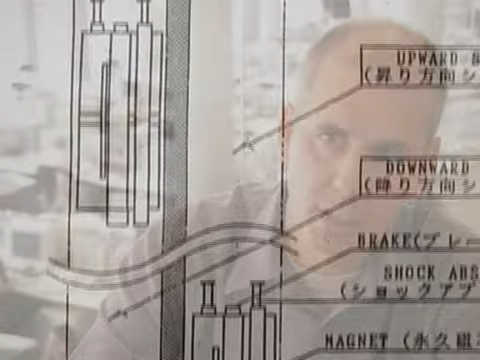 UPWARD S
(昇り方向シ
DOWNWARD
(降り方向シ
BRAKE(ブレー
SHOCK ABS
(ショックアブ
MAGNET (永久磁